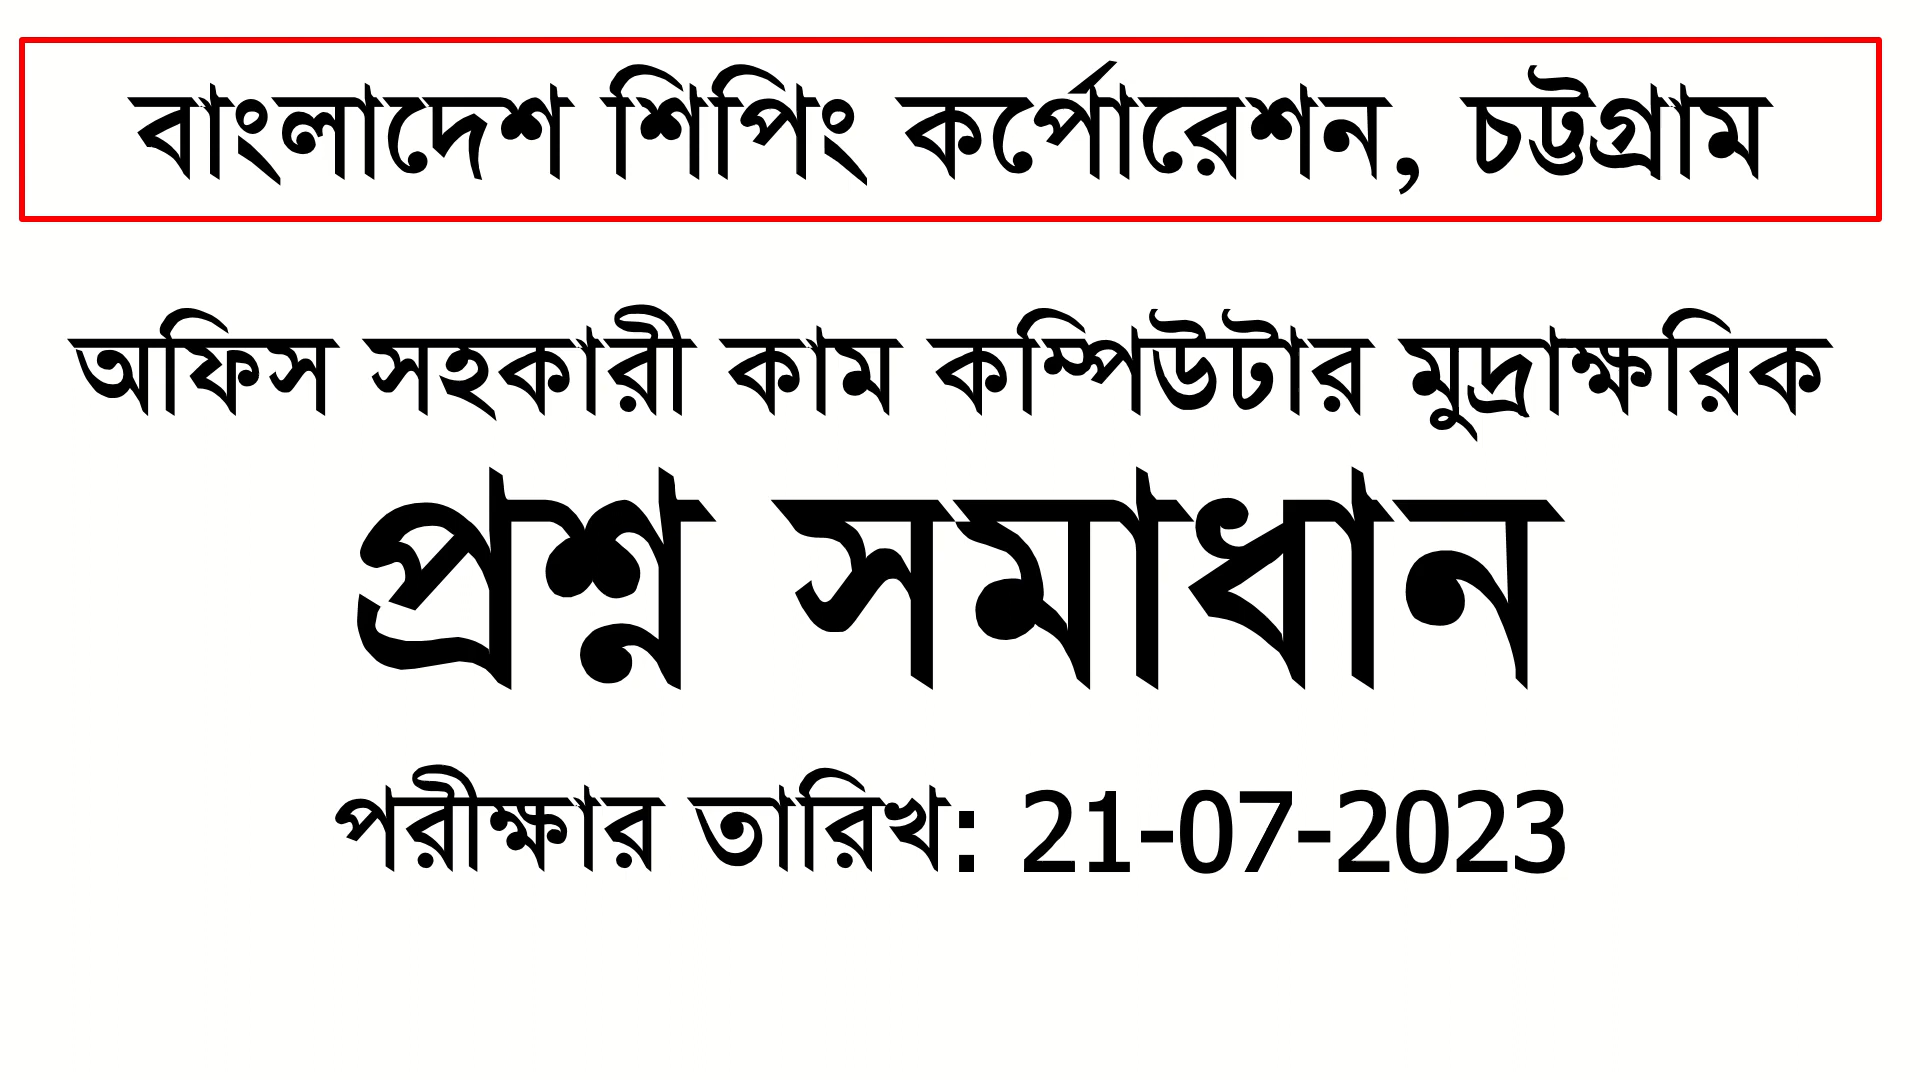 বাংলাদেশ শিপিং কর্পোরেশন, চট্টগ্রাম
অফিস সহকারী কাম কম্পিউটার মুদ্রাক্ষরিক
প্রশ্ন সমাধান
পরীক্ষার তারিখ: 21-07-2023